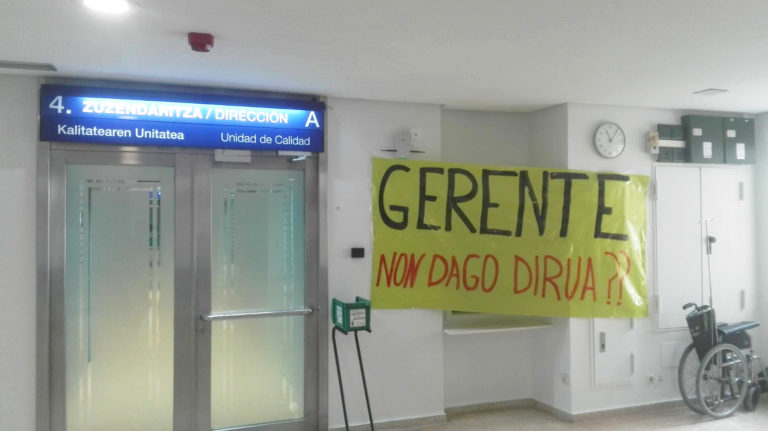 4. ZUZENDARITZA / DIRECCIÓN A
Kalitatearen Unitatea Unidad de Calidad
GERENTE
NON DAGO DIRUA??